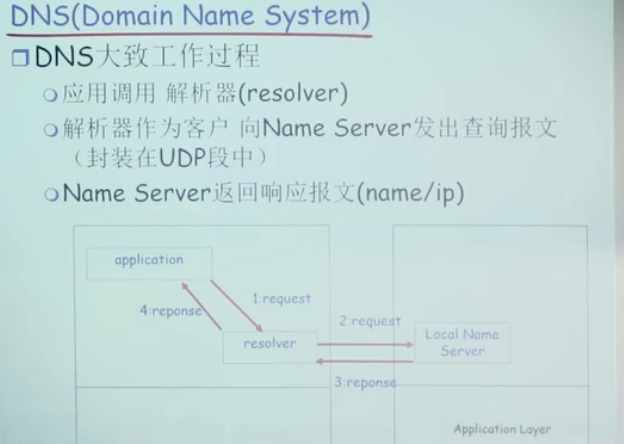 DNS(Domain Name System)
DNS大致工作过程
应用调用 解析器(resolver)
解析器作为客户 向Name Server发出查询报文
（封装在UDP段中）
Name Server返回响应报文(name/ip)
application
1:request
4:reponse
2:request
resolver
Local Name
Server
3:reponse
Application Layer